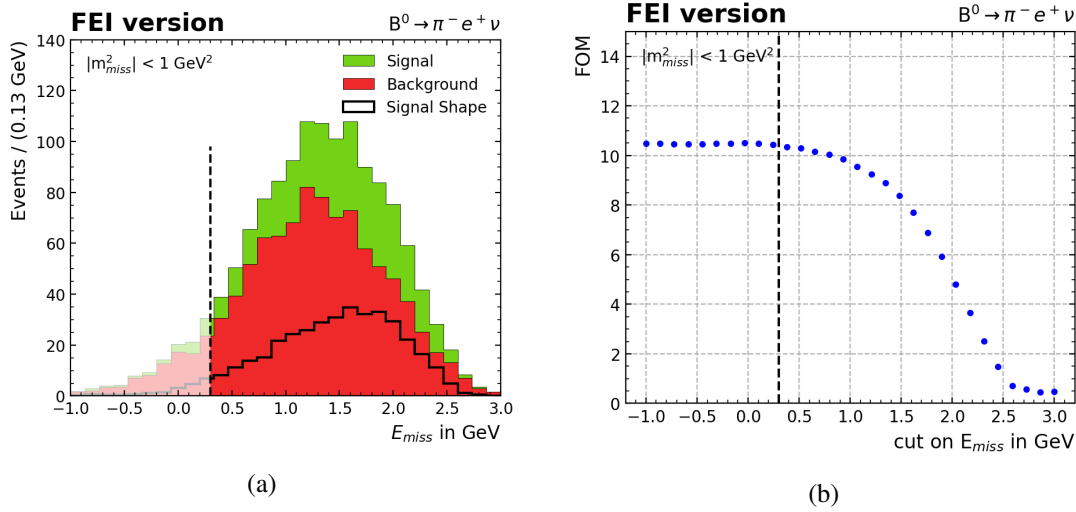 FEI version
B⁰ → π⁻ e⁺ ν
Events / (0.13 GeV)
140
120
100
80
60
40
20
0
|m²miss| < 1 GeV²
Signal
Background
Signal Shape
−1.0 −0.5 0.0 0.5 1.0 1.5 2.0 2.5 3.0
Emiss in GeV
(a)
FEI version
B⁰ → π⁻ e⁺ ν
FOM
14
12
10
8
6
4
2
0
|m²miss| < 1 GeV²
−1.0 −0.5 0.0 0.5 1.0 1.5 2.0 2.5 3.0
cut on Emiss in GeV
(b)